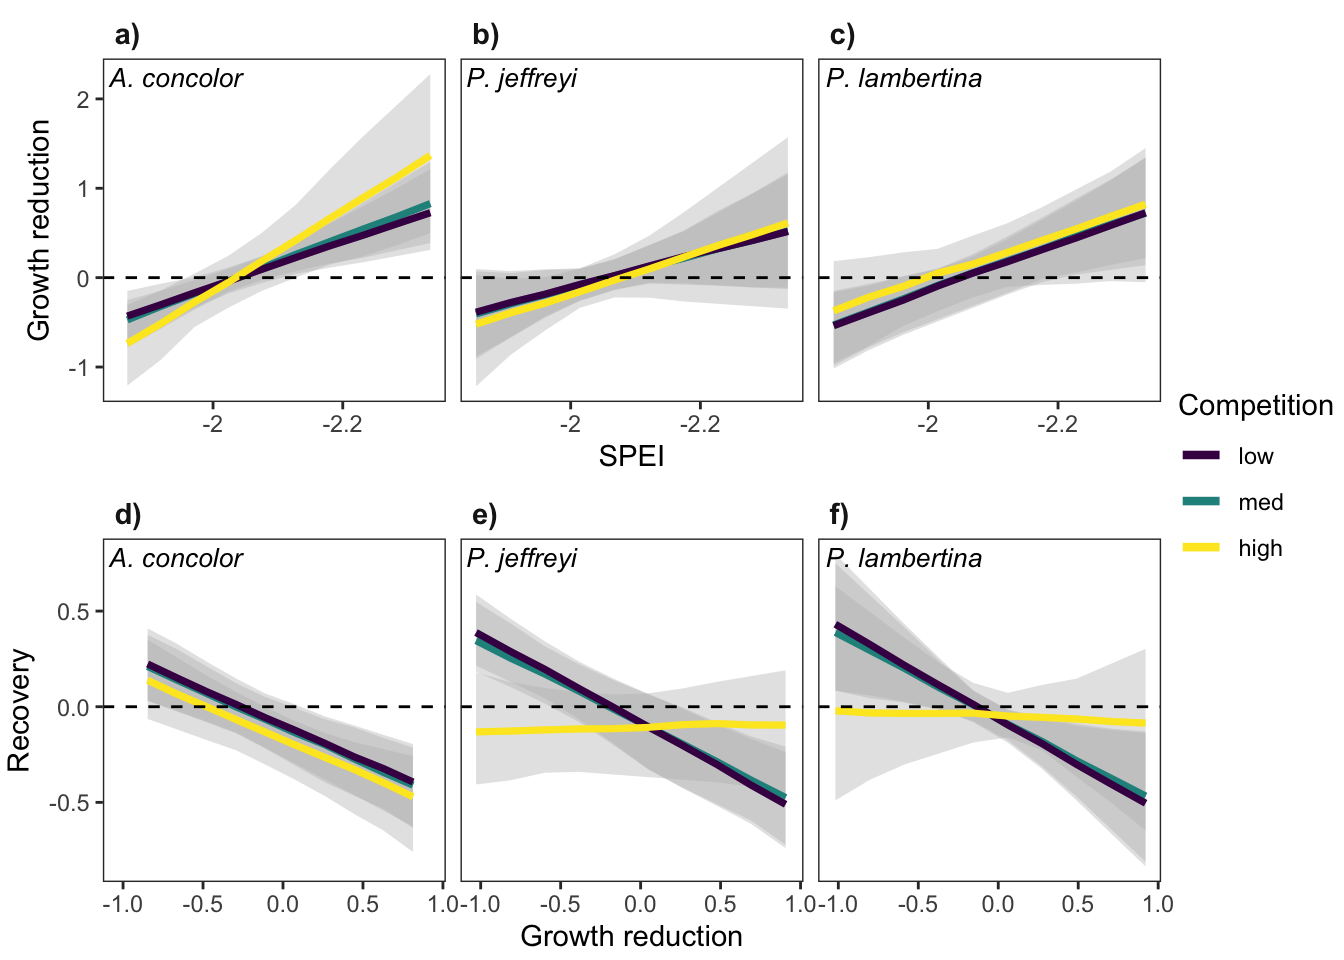 a) b) c)
A. concolor P. jeffreyi P. lambertina
2
1
0
-1
Growth reduction
-2 -2.2 -2 -2.2 -2 -2.2
SPEI
Competition
low
med
high
d) e) f)
A. concolor P. jeffreyi P. lambertina
0.5
0.0
-0.5
Recovery
-1.0 -0.5 0.0 0.5 1.0 -1.0 -0.5 0.0 0.5 1.0 -1.0 -0.5 0.0 0.5 1.0
Growth reduction